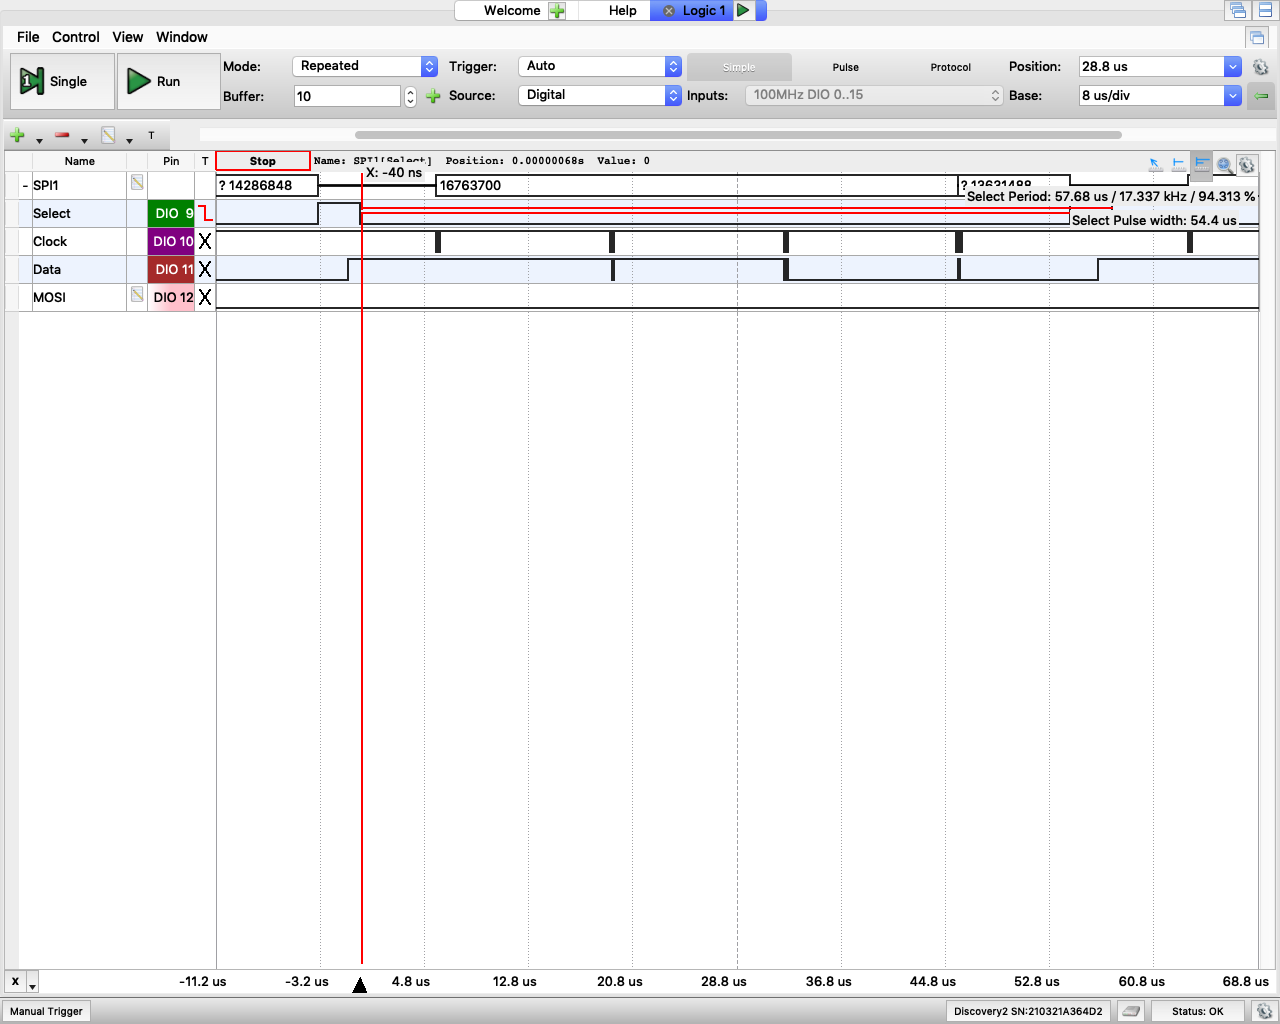 Welcome Help Logic 1
File Control View Window
Single Run Mode: Repeated Trigger: Auto Simple Pulse Protocol Position: 28.8 us
Buffer: 10 Source: Digital Inputs: 100MHz DIO 0..15 Base: 8 us/div
T
Name Pin T Stop Name: SPI1[Select] Position: 0.00000068s Value: 0
X: -40 ns
- SPI1 ? 14286848 16763700 ? 13631488
Select Period: 57.68 us / 17.337 kHz / 94.313 %
Select DIO 9
Select Pulse width: 54.4 us
Clock DIO 10 X
Data DIO 11 X
MOSI DIO 12 X
X -11.2 us -3.2 us 4.8 us 12.8 us 20.8 us 28.8 us 36.8 us 44.8 us 52.8 us 60.8 us 68.8 us
Manual Trigger Discovery2 SN:210321A364D2 Status: OK